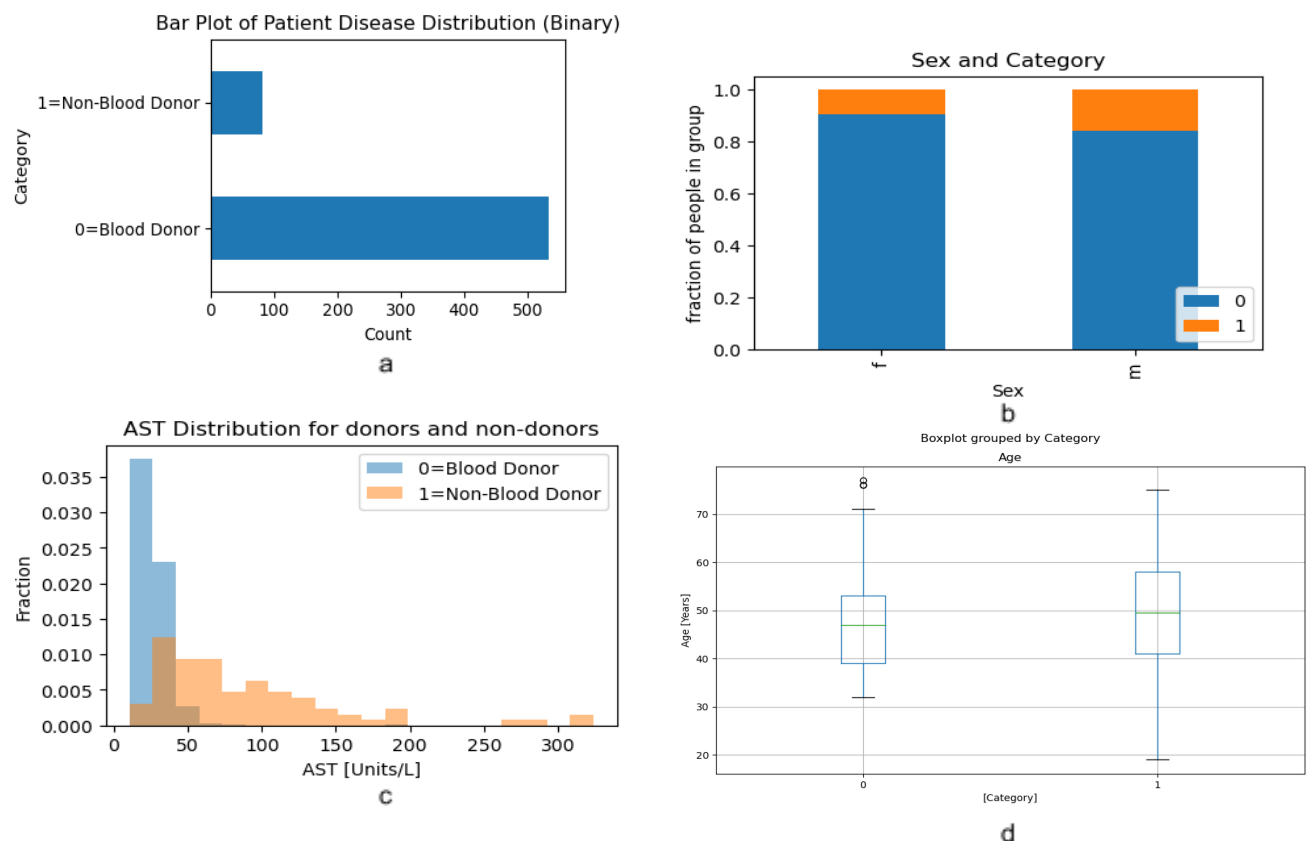 Bar Plot of Patient Disease Distribution (Binary)
Category
1=Non-Blood Donor
0=Blood Donor
0 100 200 300 400 500
Count
a
Sex and Category
fraction of people in group
1.0
0.8
0.6
0.4
0.2
0.0
0
1
f m
Sex
b
AST Distribution for donors and non-donors
Fraction
0.035
0.030
0.025
0.020
0.015
0.010
0.005
0.000
0=Blood Donor
1=Non-Blood Donor
0 50 100 150 200 250 300
AST [Units/L]
c
Boxplot grouped by Category
Age
Age [Years]
70
60
50
40
30
20
0 1
[Category]
d